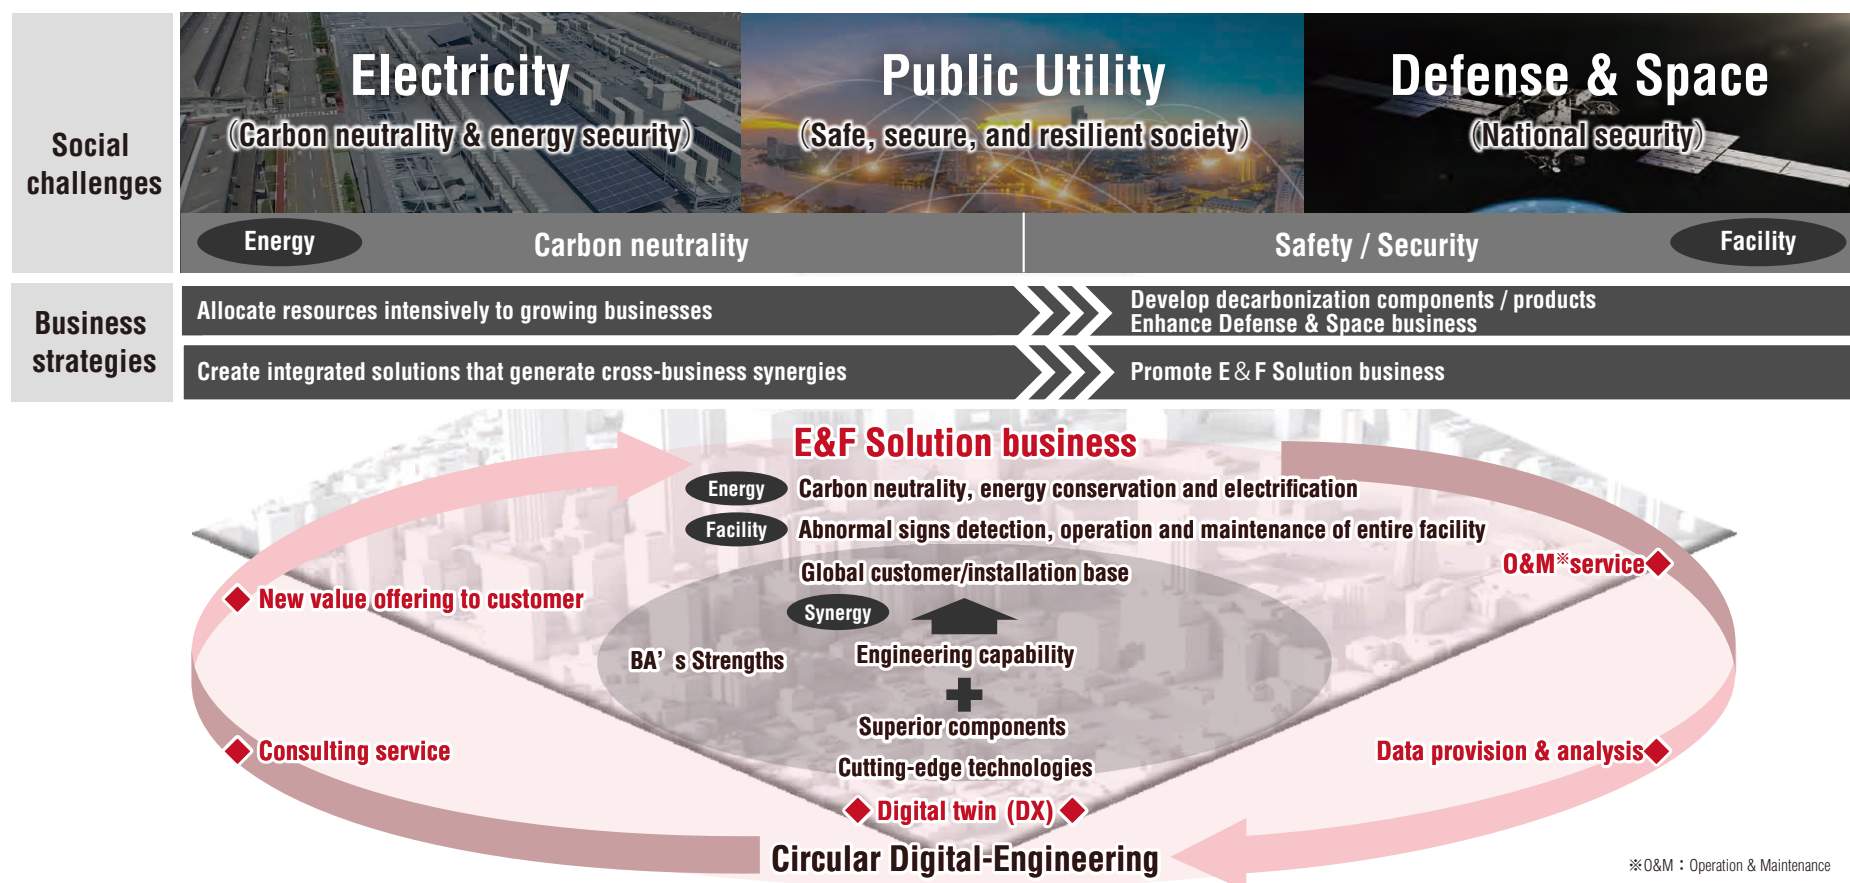 Social
challenges
Electricity
（Carbon neutrality & energy security）
Public Utility
（Safe, secure, and resilient society）
Defense & Space
（National security）
Energy
Carbon neutrality
Safety / Security
Facility
Business
strategies
Allocate resources intensively to growing businesses
Develop decarbonization components / products
Enhance Defense & Space business
Create integrated solutions that generate cross-business synergies
Promote E＆F Solution business
E&F Solution business
Energy
Carbon neutrality, energy conservation and electrification
Facility
Abnormal signs detection, operation and maintenance of entire facility
Global customer/installation base
O&M※service
New value offering to customer
Synergy
BA’s Strengths
Engineering capability
Superior components
Consulting service
Data provision & analysis
Cutting-edge technologies
Digital twin (DX)
Circular Digital-Engineering
※O&M：Operation & Maintenance